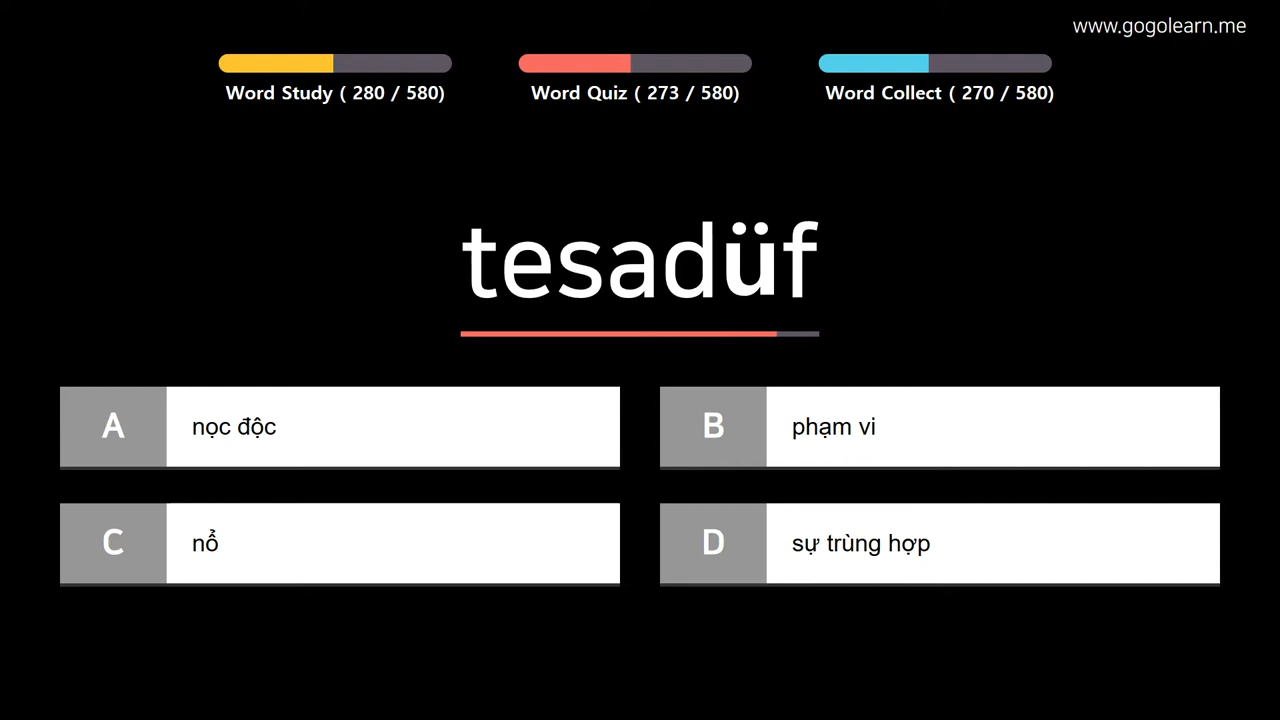 www.gogolearn.me
Word Study ( 280 / 580)
Word Quiz ( 273 / 580)
Word Collect ( 270 / 580)
tesadüf
A nọc độc
B phạm vi
C nổ
D sự trùng hợp